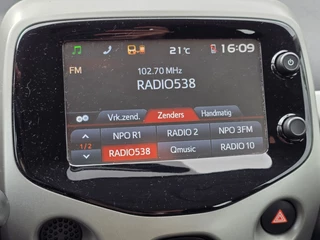 21°C 16:09
FM
102.70 MHz
RADIO538
Vrk.zend. Zenders Handmatig
NPO R1 RADIO 2 NPO 3FM
1/2
RADIO538 Qmusic RADIO 10